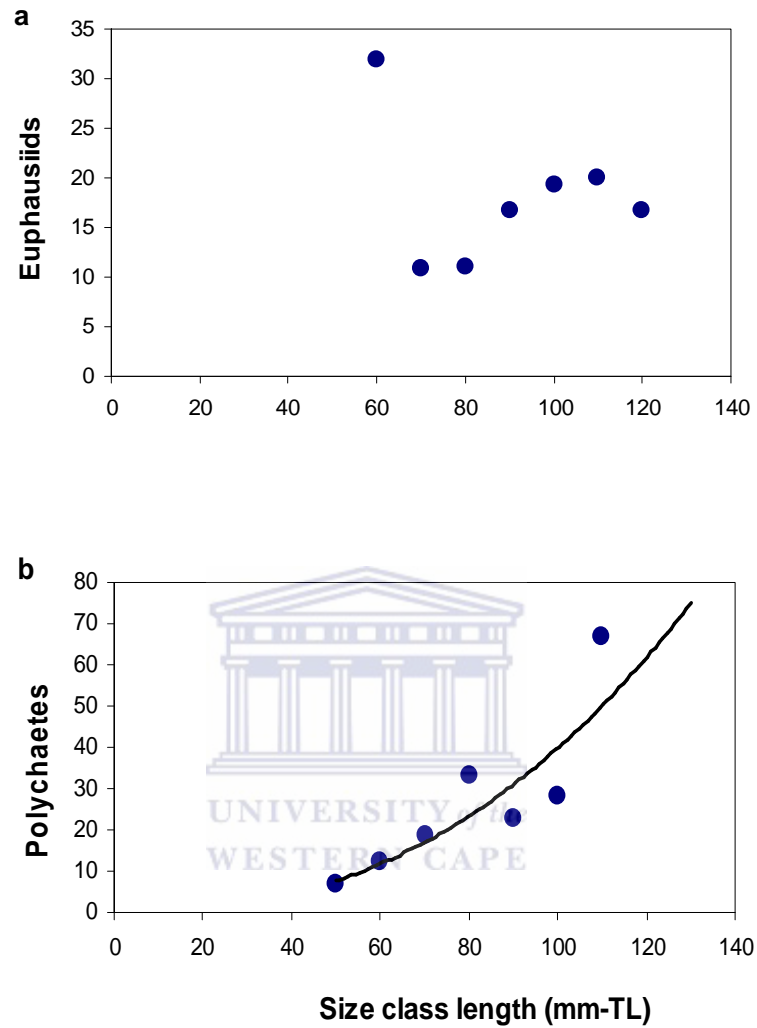 a
Euphausiids
35
30
25
20
15
10
5
0
0 20 40 60 80 100 120 140
b
Polychaetes
80
70
60
50
40
30
20
10
0
UNIVERSITY of the
WESTERN CAPE
0 20 40 60 80 100 120 140
Size class length (mm-TL)